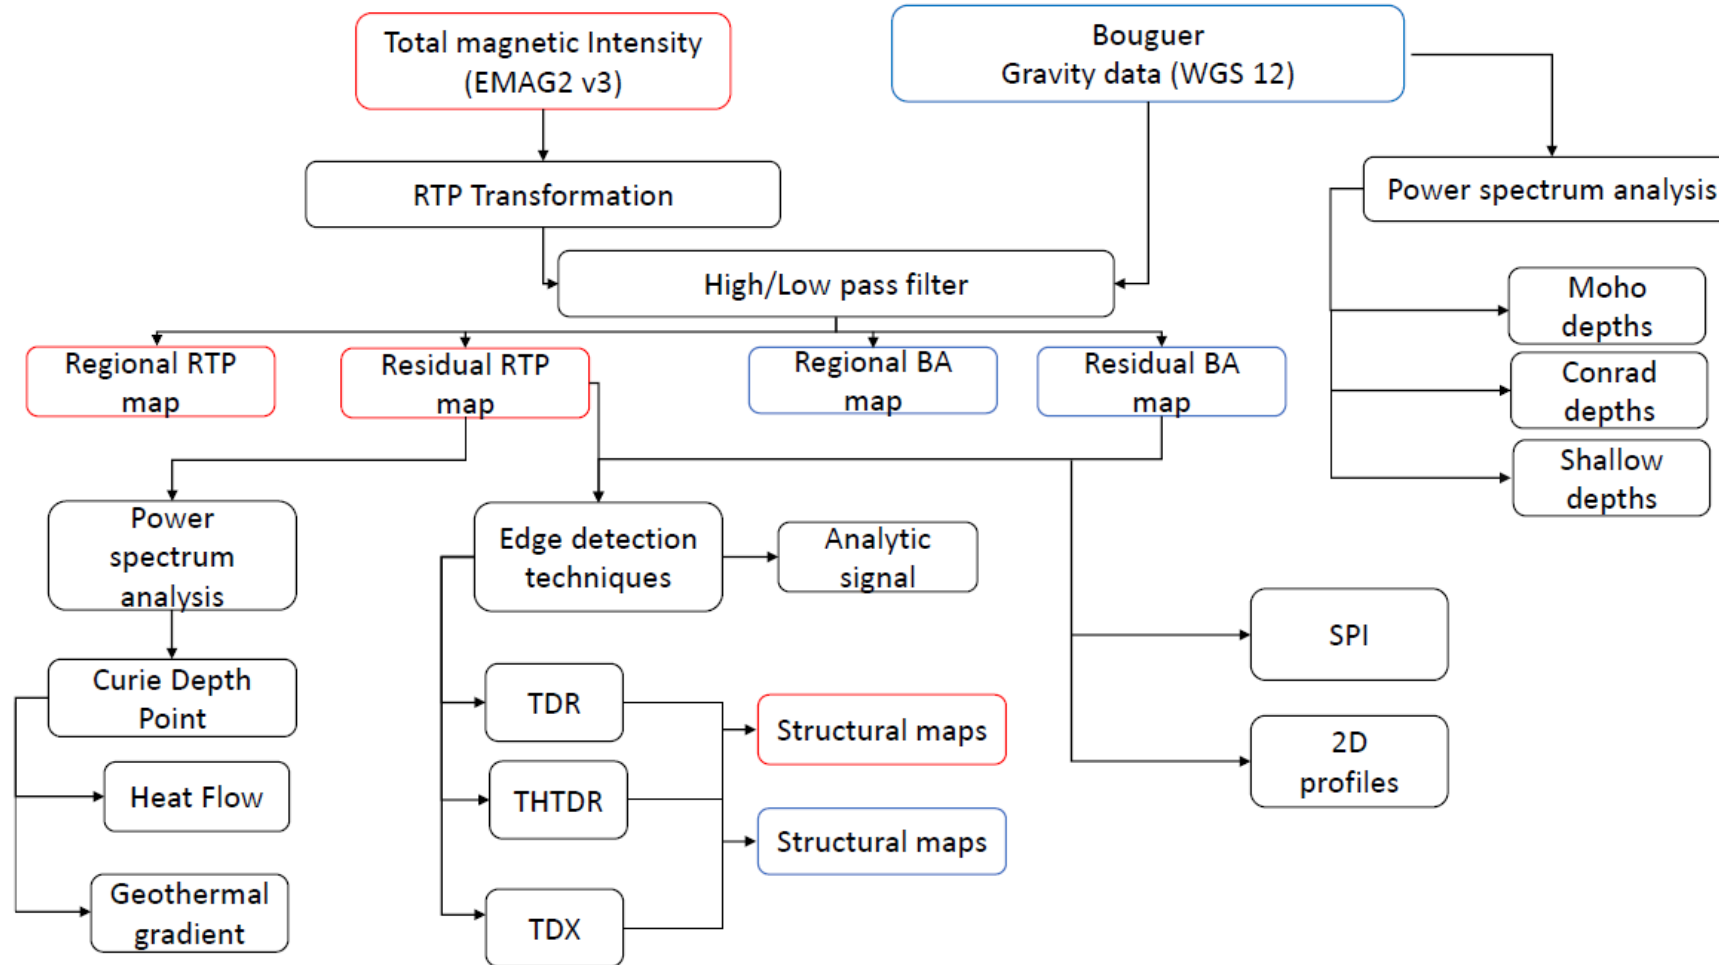 Total magnetic Intensity
(EMAG2 v3)
Bouguer
Gravity data (WGS 12)
RTP Transformation
Power spectrum analysis
High/Low pass filter
Moho
depths
Regional RTP
map
Residual RTP
map
Regional BA
map
Residual BA
map
Conrad
depths
Shallow
depths
Power
spectrum
analysis
Edge detection
techniques
Analytic
signal
SPI
Curie Depth
Point
TDR
Structural maps
2D
profiles
Heat Flow
THTDR
Structural maps
Geothermal
gradient
TDX